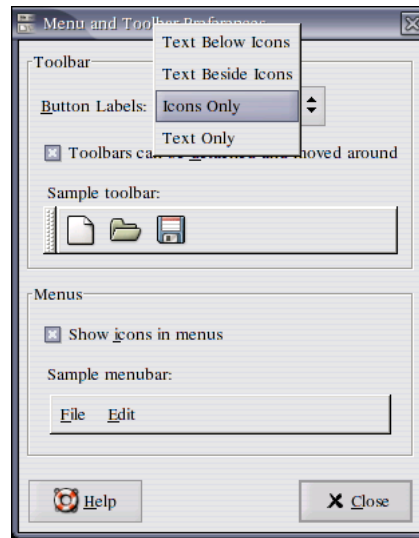 Menu and Toolbar Preferences
Text Below Icons
Toolbar
Text Beside Icons
Button Labels:
Icons Only
Text Only
Toolbars can be detached and moved around
Sample toolbar:
Menus
Show icons in menus
Sample menubar:
File Edit
Help
Close